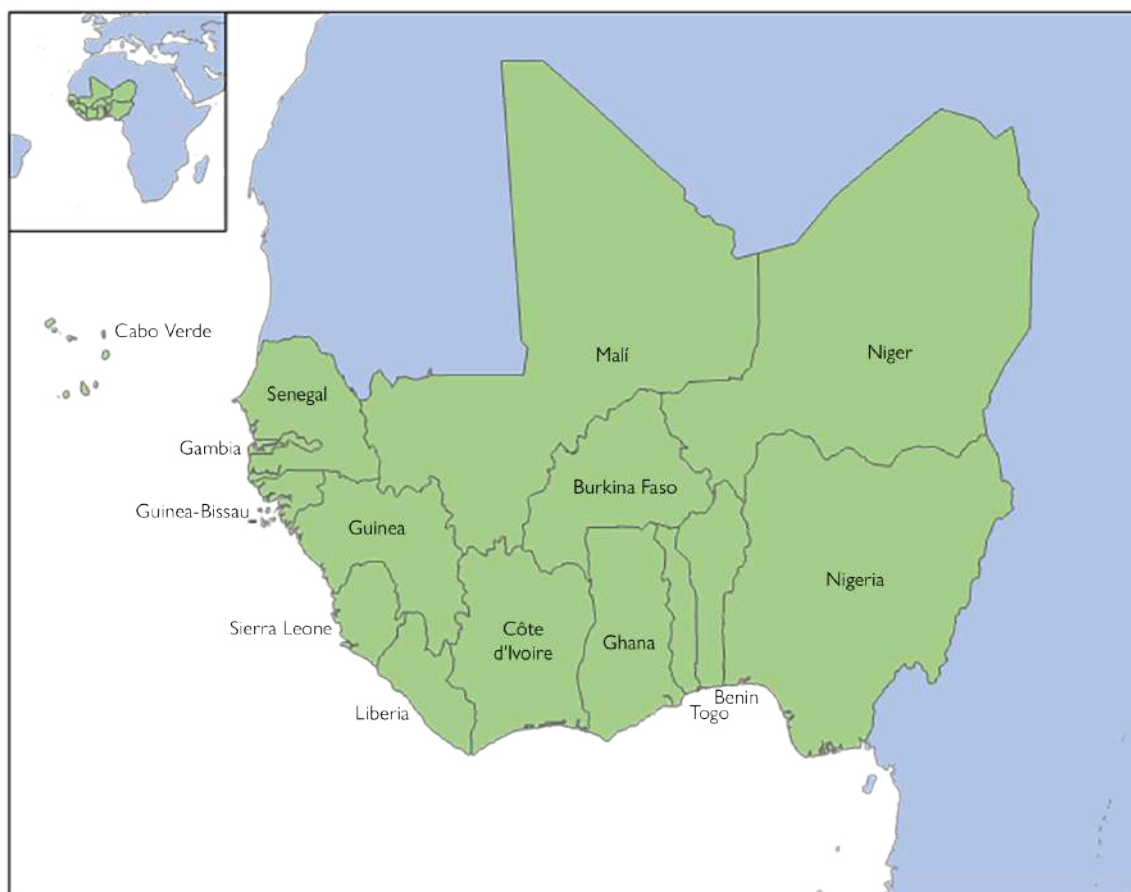 Cabo Verde
Malí
Niger
Senegal
Gambia
Burkina Faso
Guinea-Bissau
Guinea
Nigeria
Sierra Leone
Côte
d'Ivoire
Ghana
Liberia
Benin
Togo